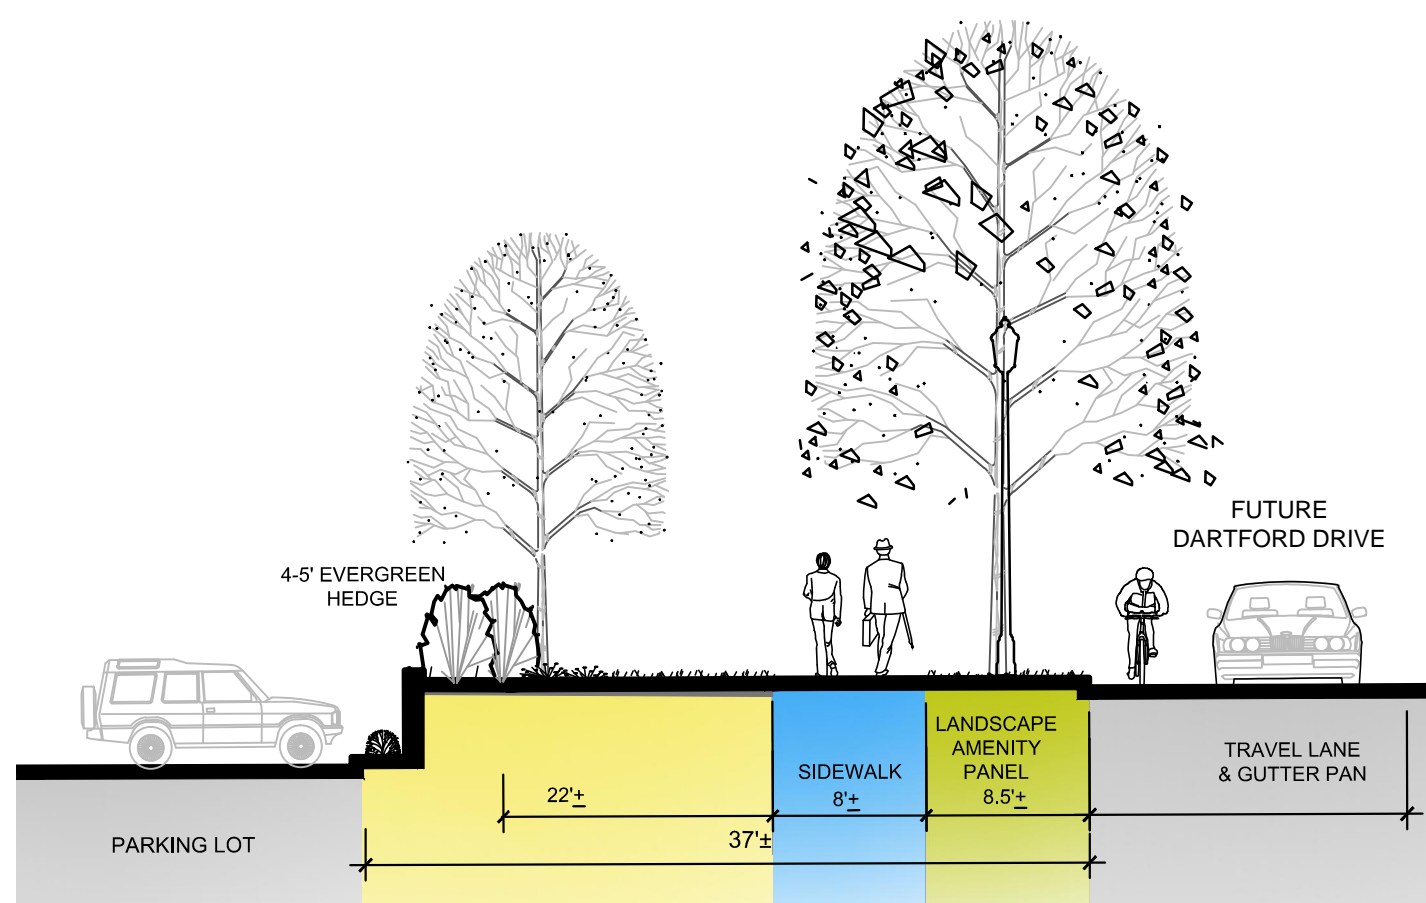 FUTURE
DARTFORD DRIVE
4-5' EVERGREEN
HEDGE
LANDSCAPE
AMENITY
PANEL
8.5'±
SIDEWALK
8'±
TRAVEL LANE
& GUTTER PAN
22'±
37'±
PARKING LOT